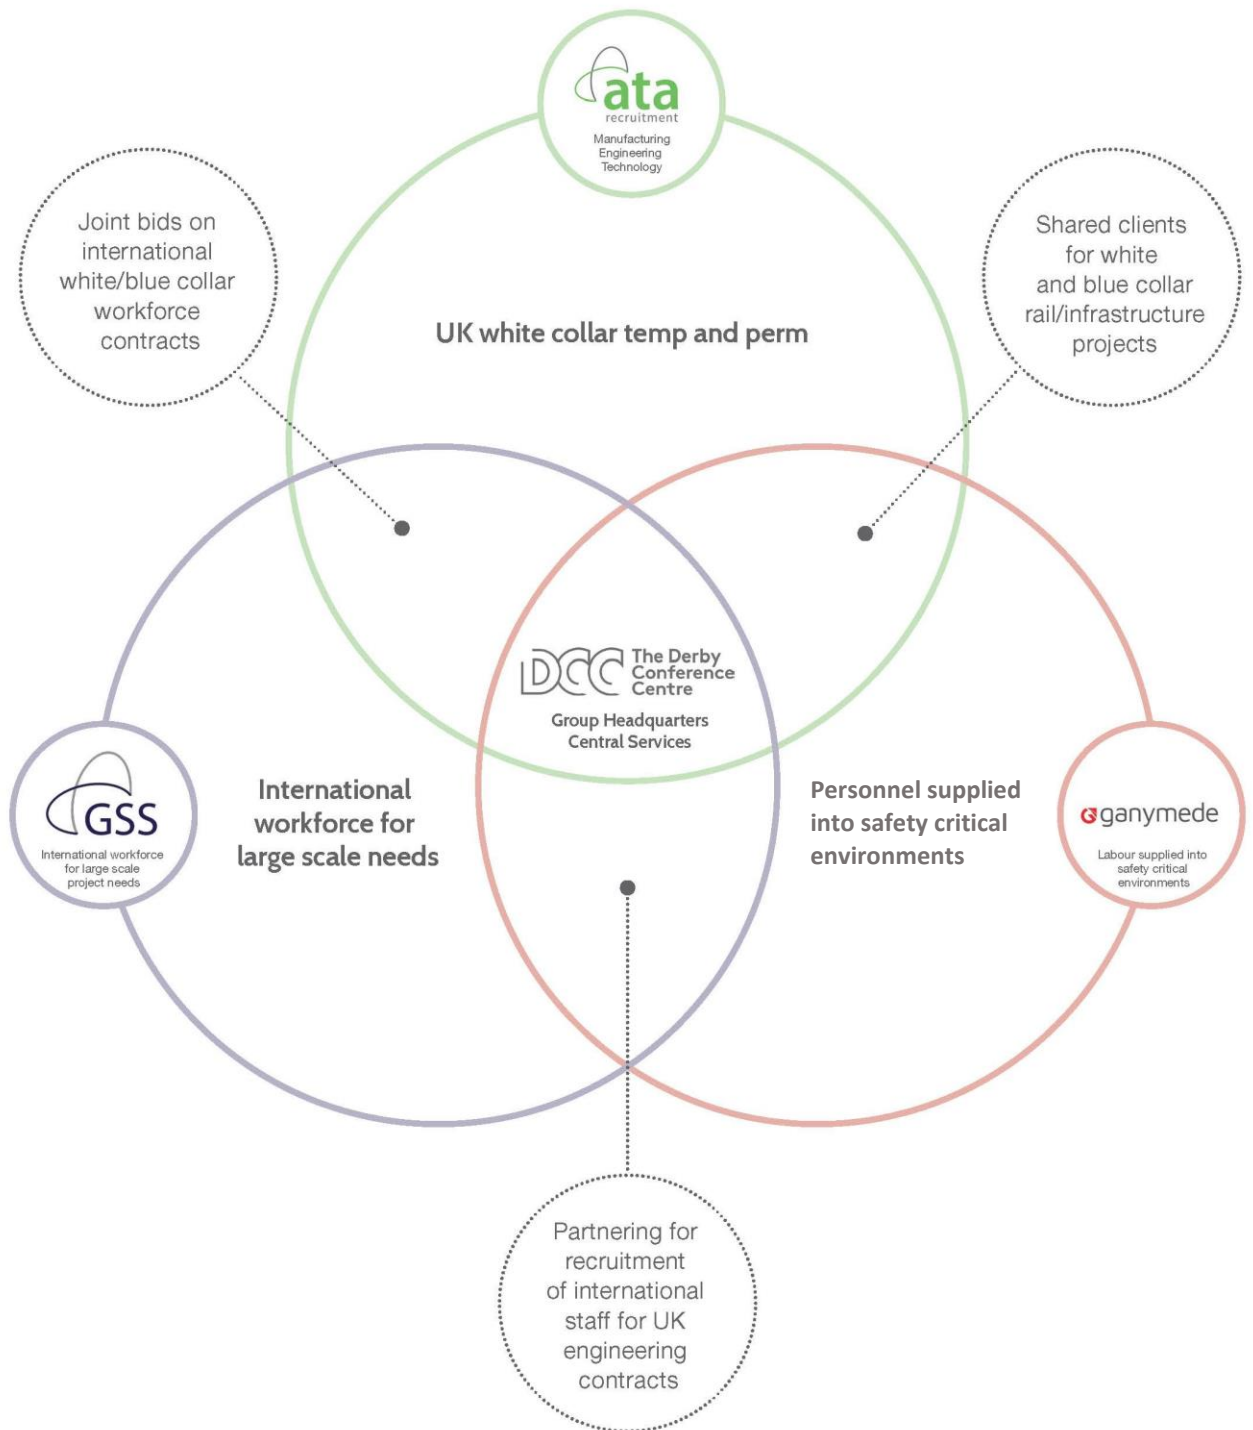 ata
recruitment
Manufacturing
Engineering
Technology
Joint bids on
international
white/blue collar
workforce
contracts
Shared clients
for white
and blue collar
rail/infrastructure
projects
UK white collar temp and perm
DCC The Derby
Conference
Centre
Group Headquarters
Central Services
GSS
International workforce
for large scale
project needs
International
workforce for
large scale needs
Personnel supplied
into safety critical
environments
ganymede
Labour supplied into
safety critical
environments
Partnering for
recruitment
of international
staff for UK
engineering
contracts